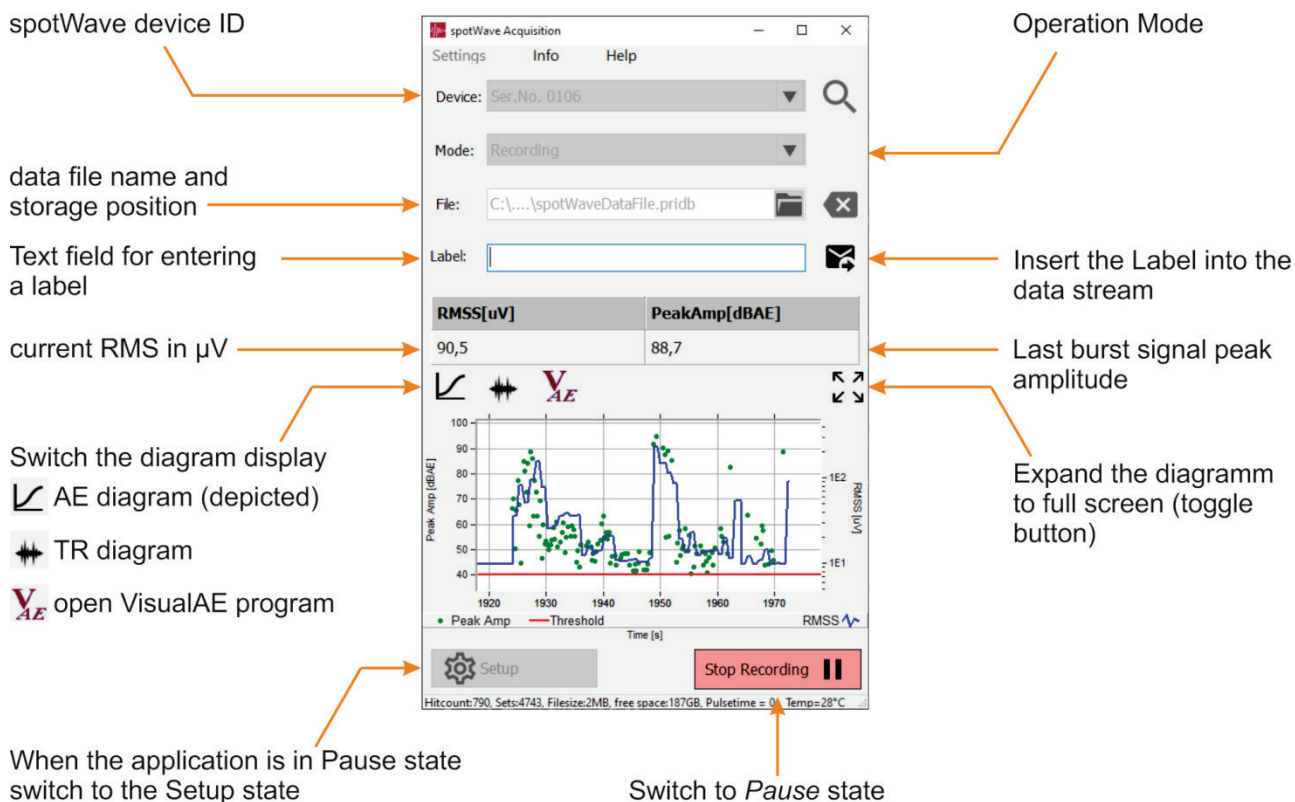 spotWave device ID
Operation Mode
data file name and
storage position
Text field for entering
a label
Insert the Label into the
data stream
current RMS in µV
Last burst signal peak
amplitude
Switch the diagram display
AE diagram (depicted)
TR diagram
VAE open VisualAE program
Expand the diagramm
to full screen (toggle
button)
When the application is in Pause state
switch to the Setup state
Switch to Pause state
spotWave Acquisition
Settings Info Help
Device: Ser.No. 0106
Mode: Recording
File: C:\....\spotWaveDataFile.pridb
Label:
RMSS[uV] PeakAmp[dBAE]
90,5 88,7
VAE
Peak Amp [dBAE]
100
90
80
70
60
50
40
1E2
1E1
RMSS [uV]
1920 1930 1940 1950 1960 1970
Peak Amp Threshold RMSS
Time [s]
Setup Stop Recording
Hitcount:790, Sets:4743, Filesize:2MB, free space:187GB, Pulsetime = 0 Temp=28°C